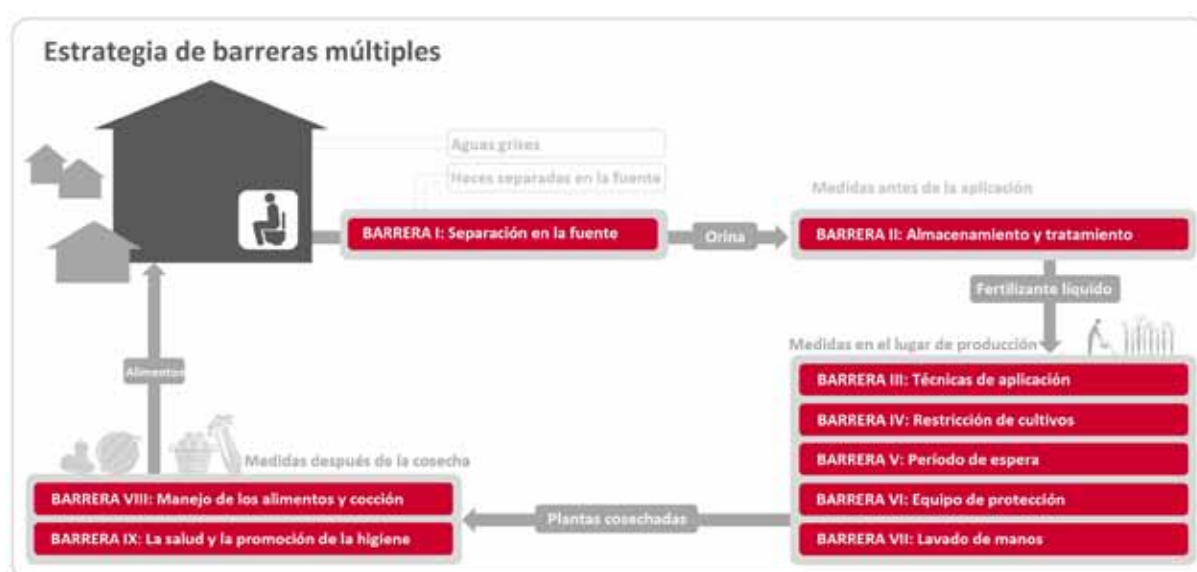 Estrategia de barreras múltiples
Aguas grises
Heces separadas en la fuente
BARRERA I: Separación en la fuente
Orina
Medidas antes de la aplicación
BARRERA II: Almacenamiento y tratamiento
Fertilizante líquido
Medidas en el lugar de producción
BARRERA III: Técnicas de aplicación
BARRERA IV: Restricción de cultivos
BARRERA V: Período de espera
BARRERA VI: Equipo de protección
BARRERA VII: Lavado de manos
Plantas cosechadas
Medidas después de la cosecha
BARRERA VIII: Manejo de los alimentos y cocción
BARRERA IX: La salud y la promoción de la higiene
Alimentos